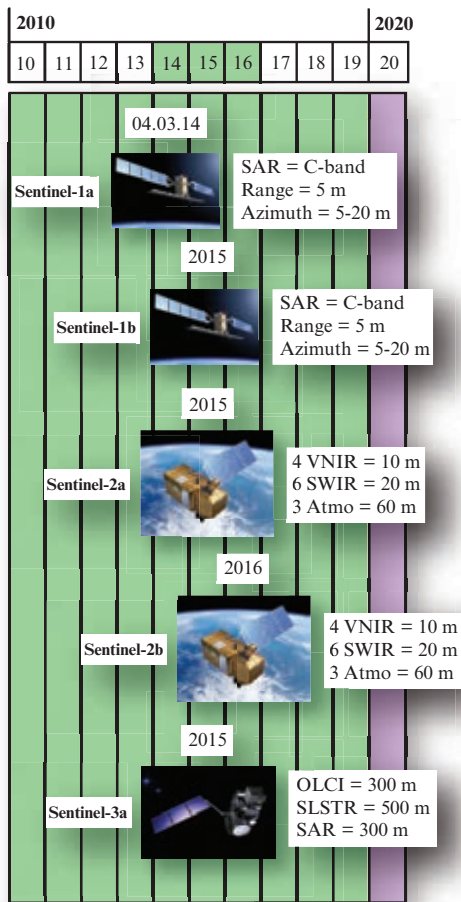 2010 2020
10 11 12 13 14 15 16 17 18 19 20
04.03.14
Sentinel-1a
SAR = C-band
Range = 5 m
Azimuth = 5-20 m
2015
Sentinel-1b
SAR = C-band
Range = 5 m
Azimuth = 5-20 m
2015
Sentinel-2a
4 VNIR = 10 m
6 SWIR = 20 m
3 Atmo = 60 m
2016
Sentinel-2b
4 VNIR = 10 m
6 SWIR = 20 m
3 Atmo = 60 m
2015
Sentinel-3a
OLCI = 300 m
SLSTR = 500 m
SAR = 300 m